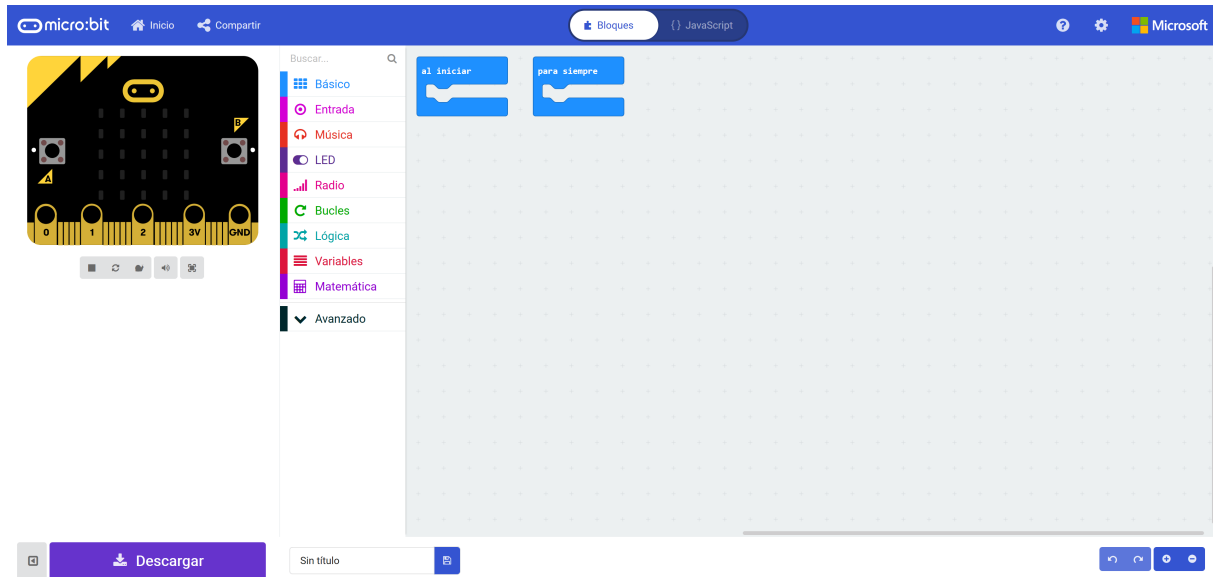 micro:bit Inicio Compartir Bloques {} JavaScript Microsoft
Buscar...
Básico
Entrada
Música
LED
Radio
Bucles
Lógica
Variables
Matemática
Avanzado
al iniciar
para siempre
B
A
0 1 2 3V GND
Descargar
Sin título